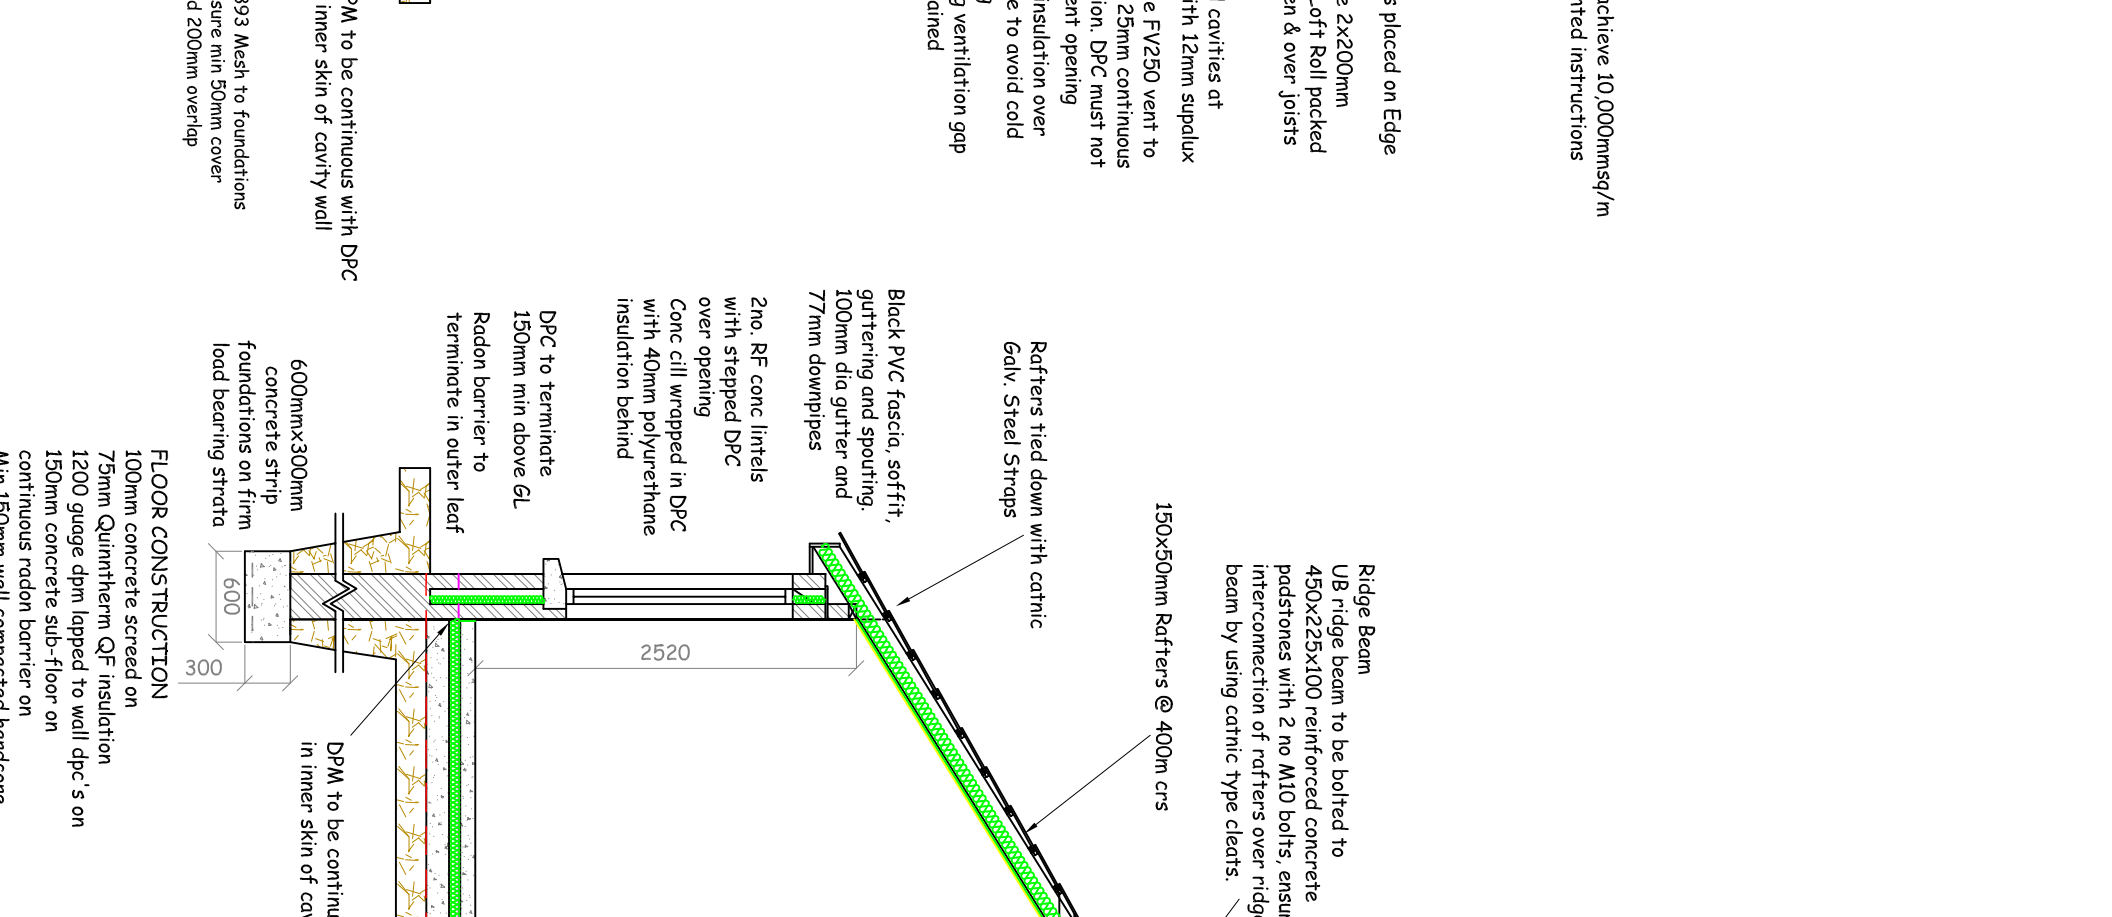 achieve 10,000mmsq/m
nted instructions
s placed on Edge
e 2x200mm
Loft Roll packed
en & over joists
cavities at
ith 12mm supalux
e FV250 vent to
25mm continuous
ion. DPC must not
ent opening
insulation over
e to avoid cold
g
g ventilation gap
ained
PM to be continuous with DPC
inner skin of cavity wall
393 Mesh to foundations
sure min 50mm cover
d 200mm overlap
Ridge Beam
UB ridge beam to be bolted to
450x225x100 reinforced concrete
padstones with 2 no M10 bolts, ensu
interconnection of rafters over ridg
beam by using catnic type cleats.
150x50mm Rafters @ 400m crs
Rafters tied down with catnic
Galv. Steel Straps
Black PVC fascia, soffit,
guttering and spouting.
100mm dia gutter and
77mm downpipes
2no. RF conc lintels
with stepped DPC
over opening
Conc cill wrapped in DPC
with 40mm polyurethane
insulation behind
DPC to terminate
150mm min above GL
Radon barrier to
terminate in outer leaf
600mmx300mm
concrete strip
foundations on firm
load bearing strata
2520
600
300
DPM to be continu
in inner skin of cav
FLOOR CONSTRUCTION
100mm concrete screed on
75mm Quinntherm QF insulation
1200 guage dpm lapped to wall dpc's on
150mm concrete sub-floor on
continuous radon barrier on
Min 150mm well compacted hardcore